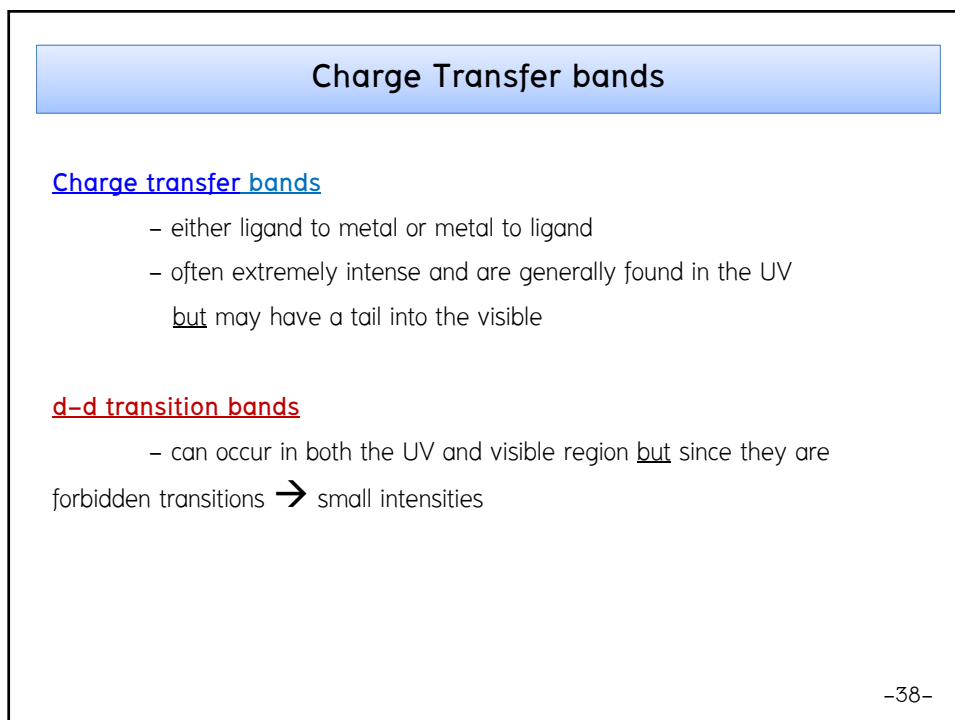 Charge Transfer bands
Charge transfer bands
– either ligand to metal or metal to ligand
– often extremely intense and are generally found in the UV
but may have a tail into the visible
d–d transition bands
– can occur in both the UV and visible region but since they are
forbidden transitions → small intensities
–38–